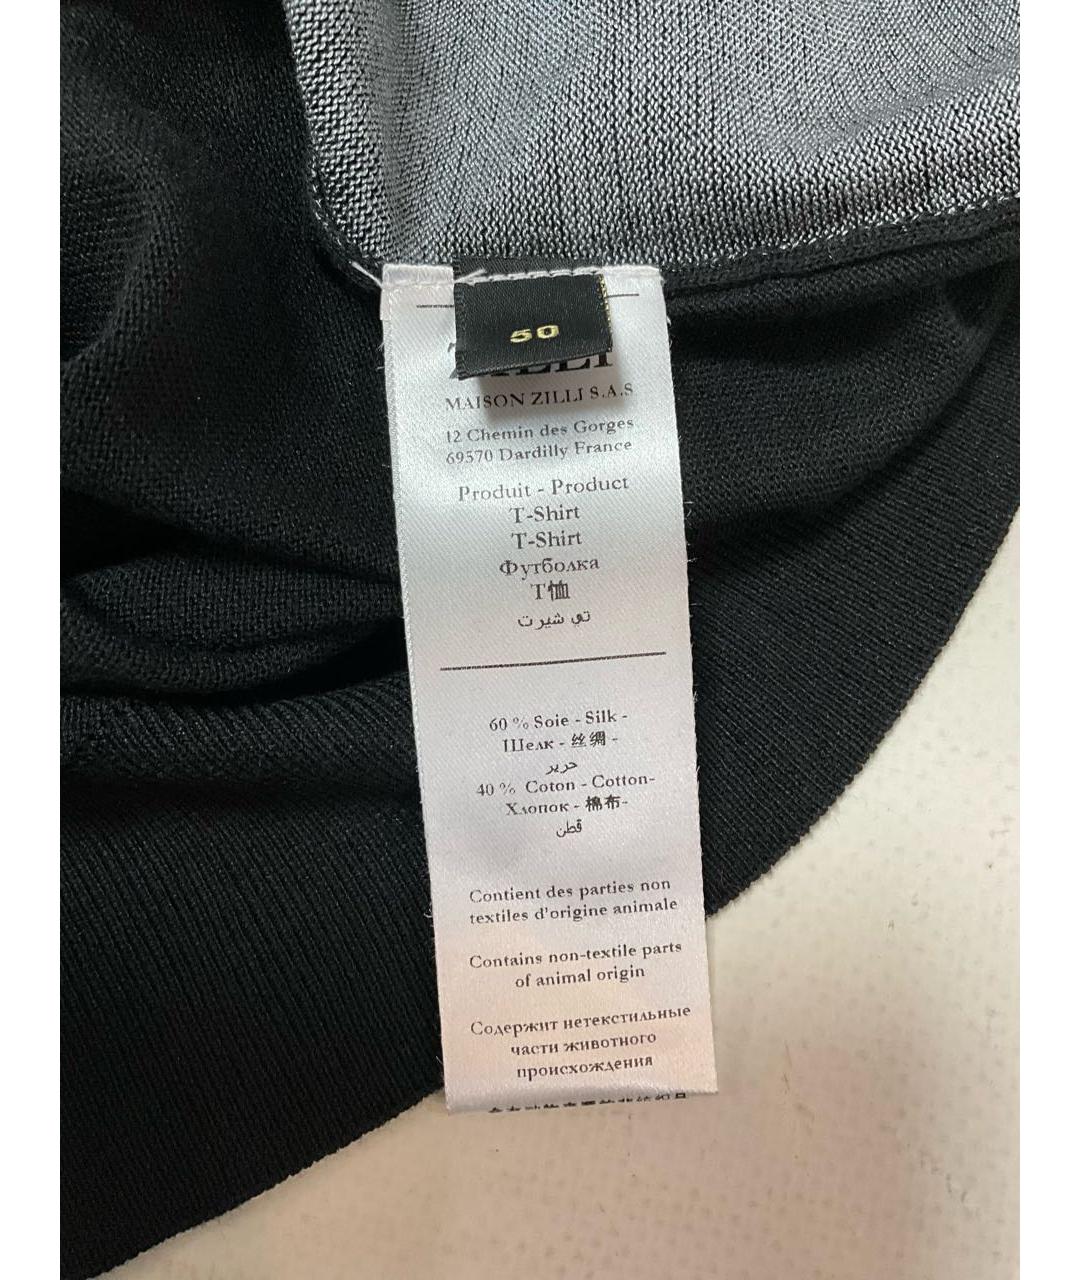 50
MAISON ZILLI S.A.S
12 Chemin des Gorges
69570 Dardilly France
Produit - Product
T-Shirt
T-Shirt
Футболка
T恤
تي شيرت
60 % Soie - Silk -
Шелк - 丝绸 -
حرير
40 % Coton - Cotton-
Хлопок - 棉布-
قطن
Contient des parties non
textiles d'origine animale
Contains non-textile parts
of animal origin
Содержит нетекстильные
части животного
происхождения